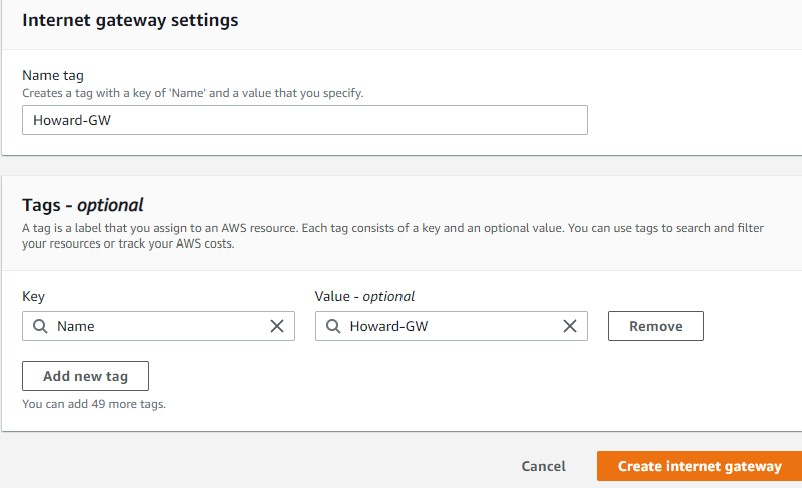 Internet gateway settings
Name tag
Creates a tag with a key of 'Name' and a value that you specify.
Howard-GW
Tags - optional
A tag is a label that you assign to an AWS resource. Each tag consists of a key and an optional value. You can use tags to search and filter
your resources or track your AWS costs.
Key
Value - optional
Name
Howard-GW
Remove
Add new tag
You can add 49 more tags.
Cancel
Create internet gateway